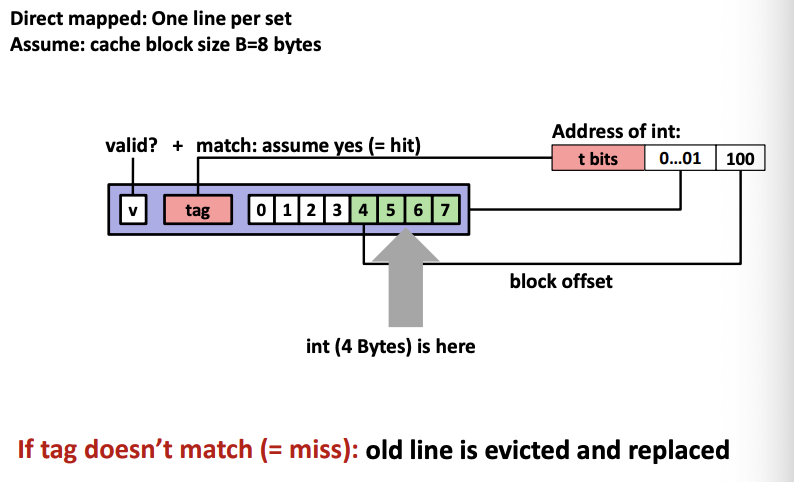 Direct mapped: One line per set
Assume: cache block size B=8 bytes
Address of int:
valid? + match: assume yes (= hit)
t bits 0...01 100
v tag 0 1 2 3 4 5 6 7
block offset
int (4 Bytes) is here
If tag doesn’t match (= miss): old line is evicted and replaced